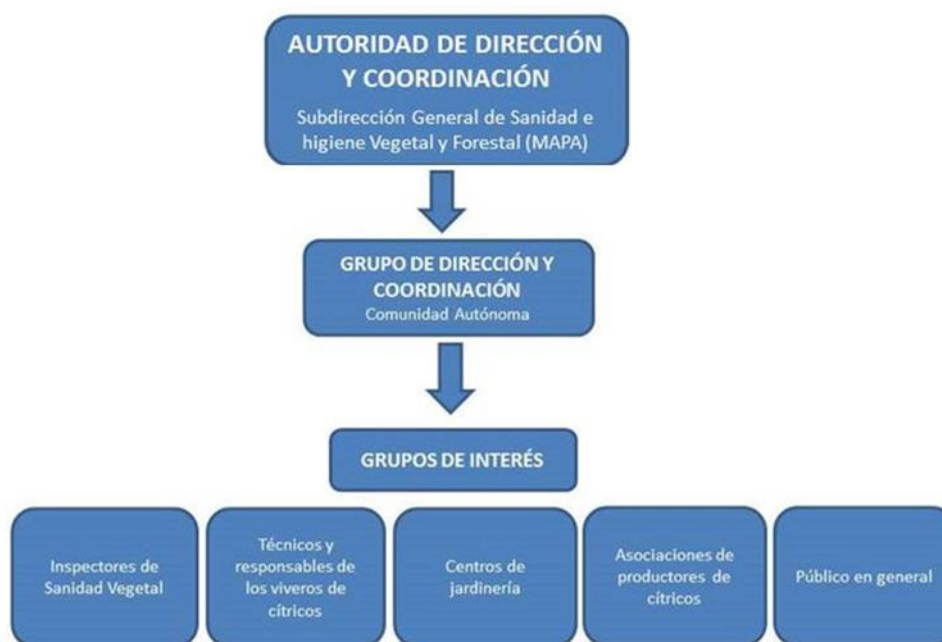 AUTORIDAD DE DIRECCIÓN
Y COORDINACIÓN
Subdirección General de Sanidad e
higiene Vegetal y Forestal (MAPA)
GRUPO DE DIRECCIÓN Y
COORDINACIÓN
Comunidad Autónoma
GRUPOS DE INTERÉS
Inspectores de
Sanidad Vegetal
Técnicos y
responsables de
los viveros de
cítricos
Centros de
jardinería
Asociaciones de
productores de
cítricos
Público en general